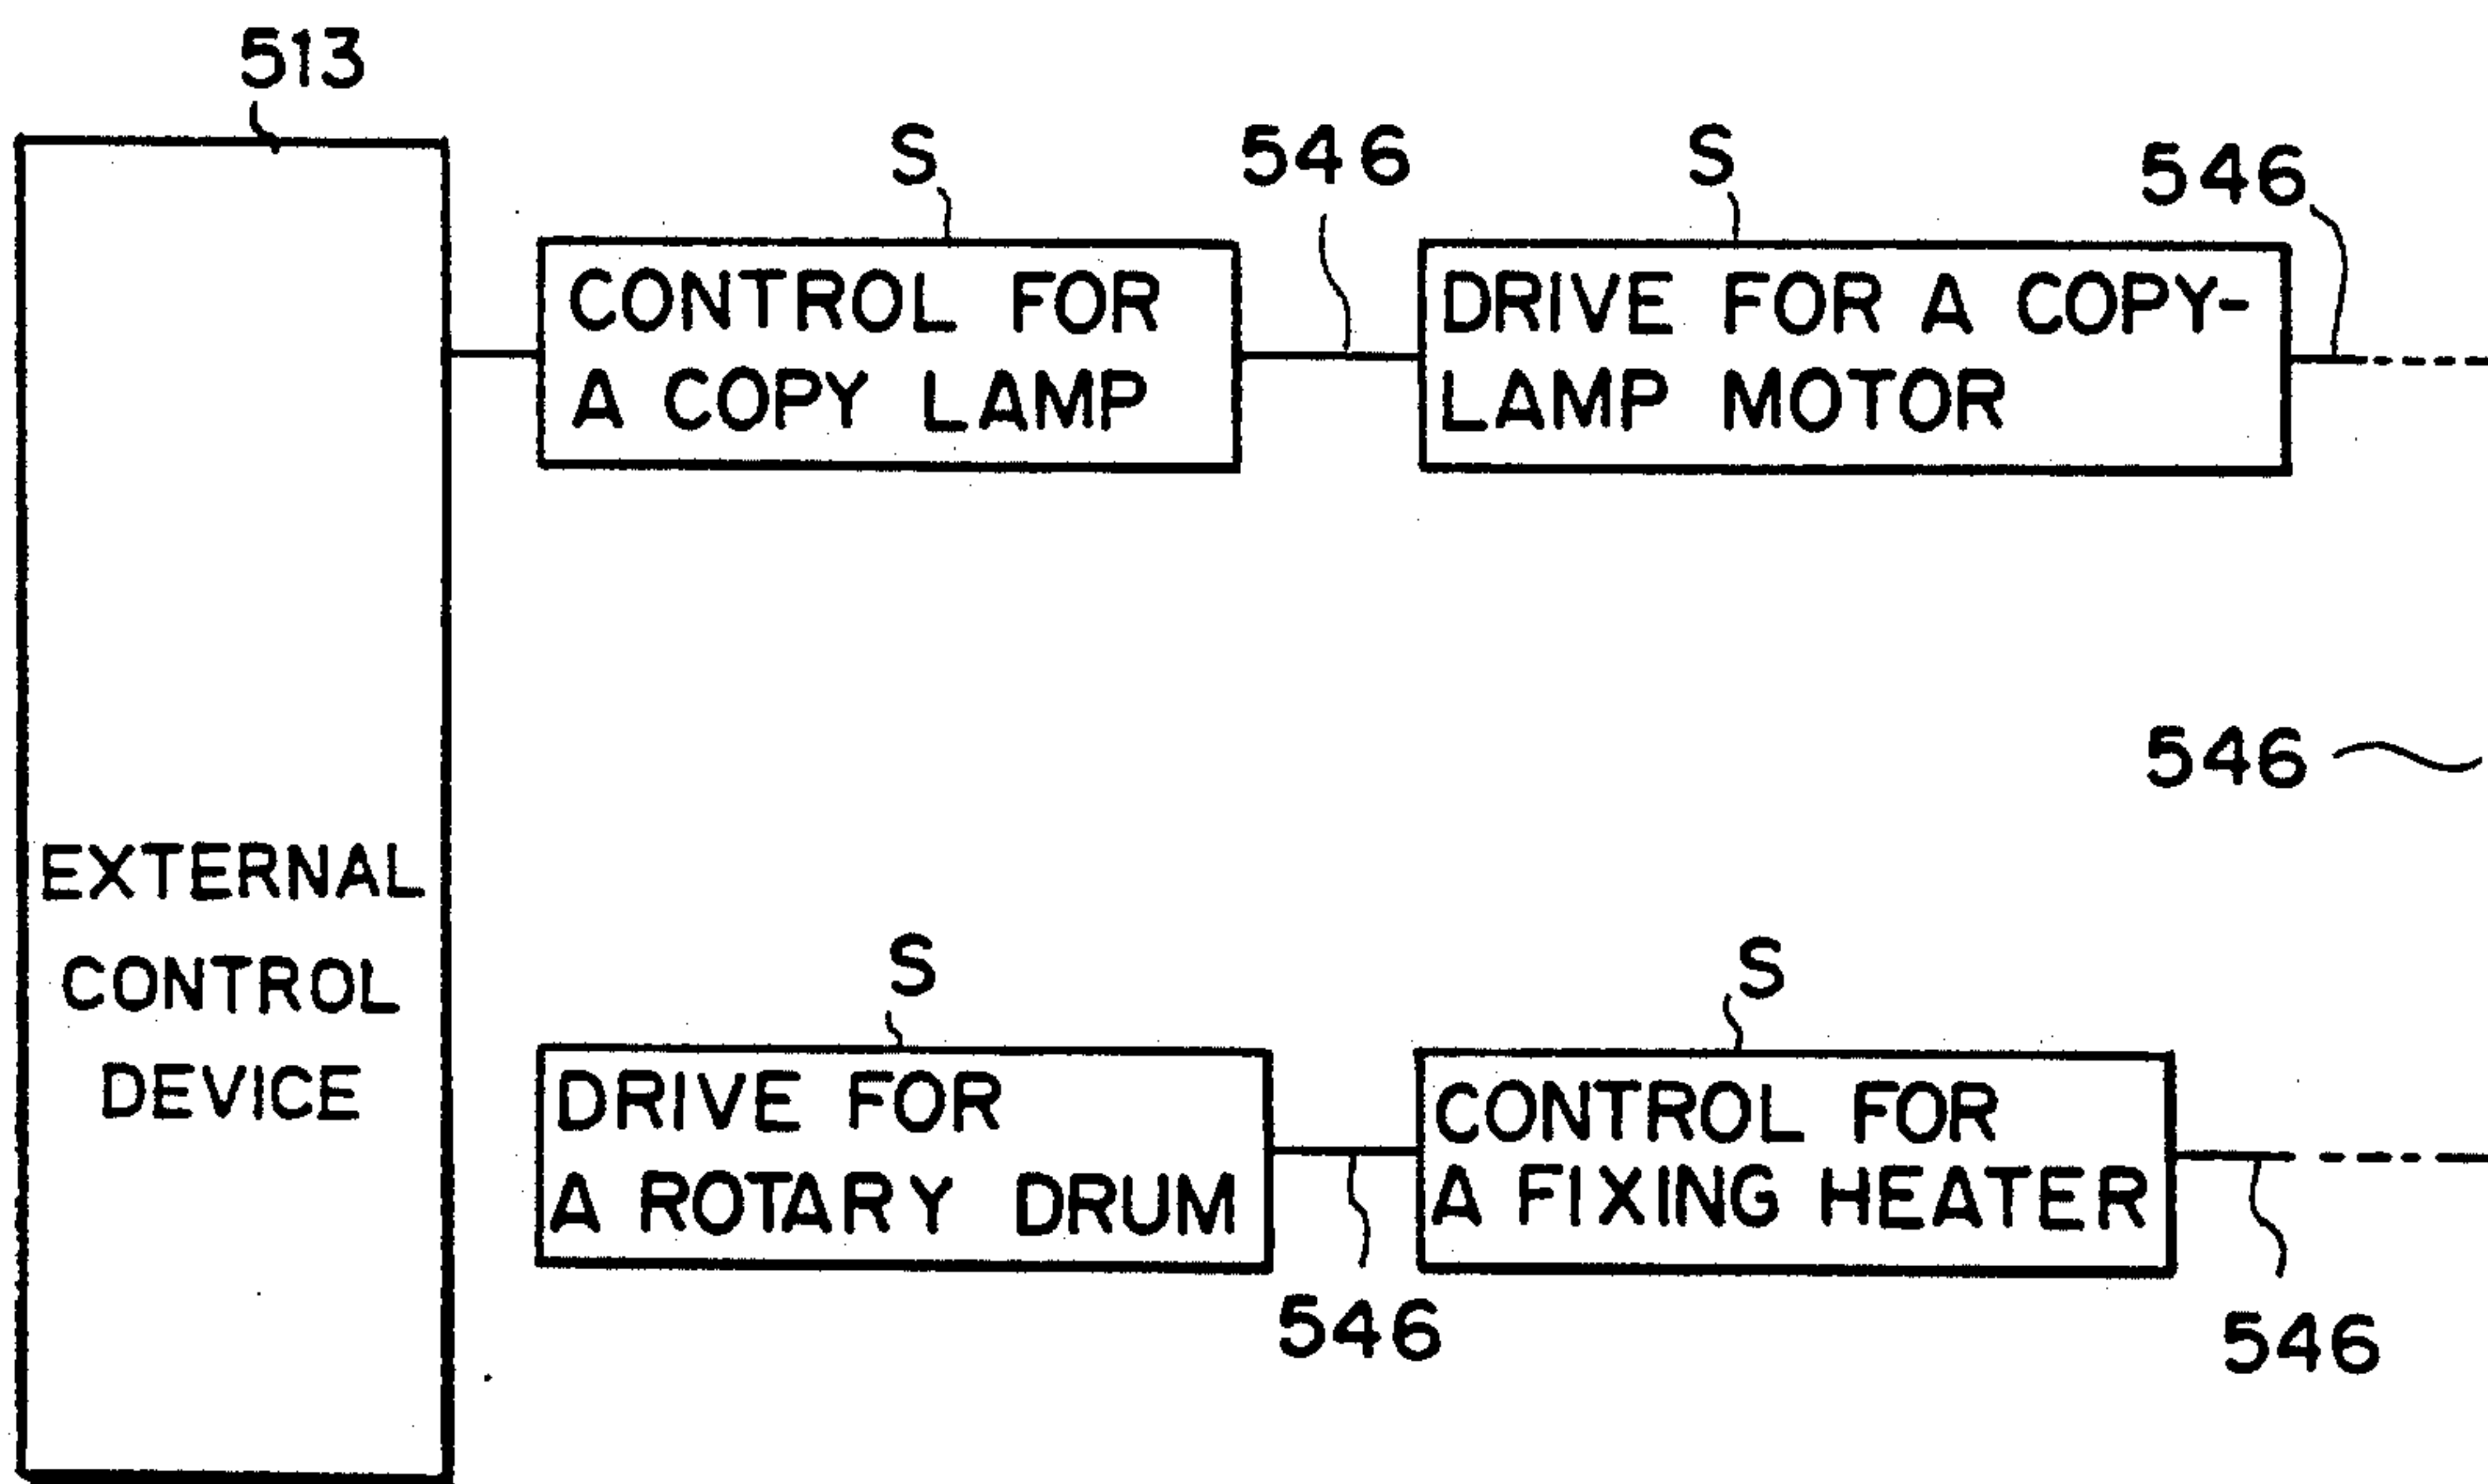 513
S
546
S
546
CONTROL FOR
A COPY LAMP
DRIVE FOR A COPY-
LAMP MOTOR
546
EXTERNAL
CONTROL
DEVICE
S
S
DRIVE FOR
A ROTARY DRUM
CONTROL FOR
A FIXING HEATER
546
546